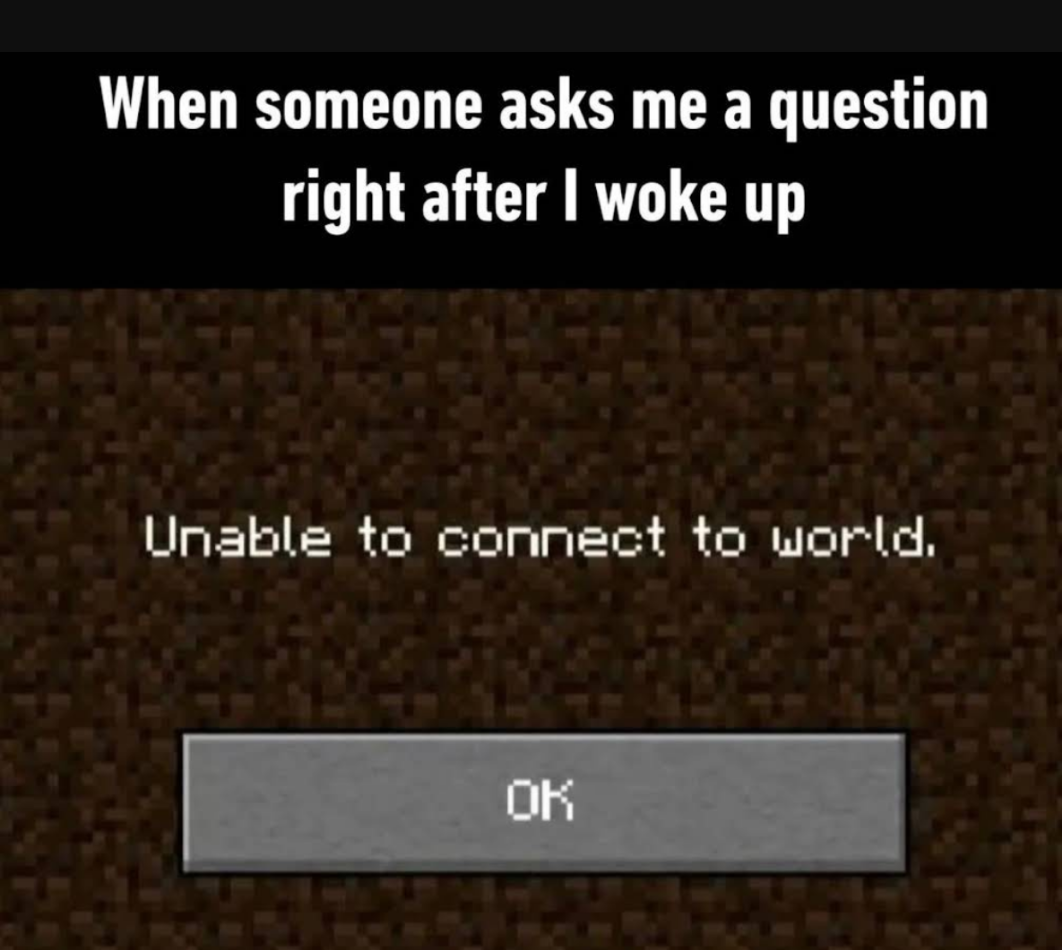 When someone asks me a question
right after I woke up
Unable to connect to world.
OK